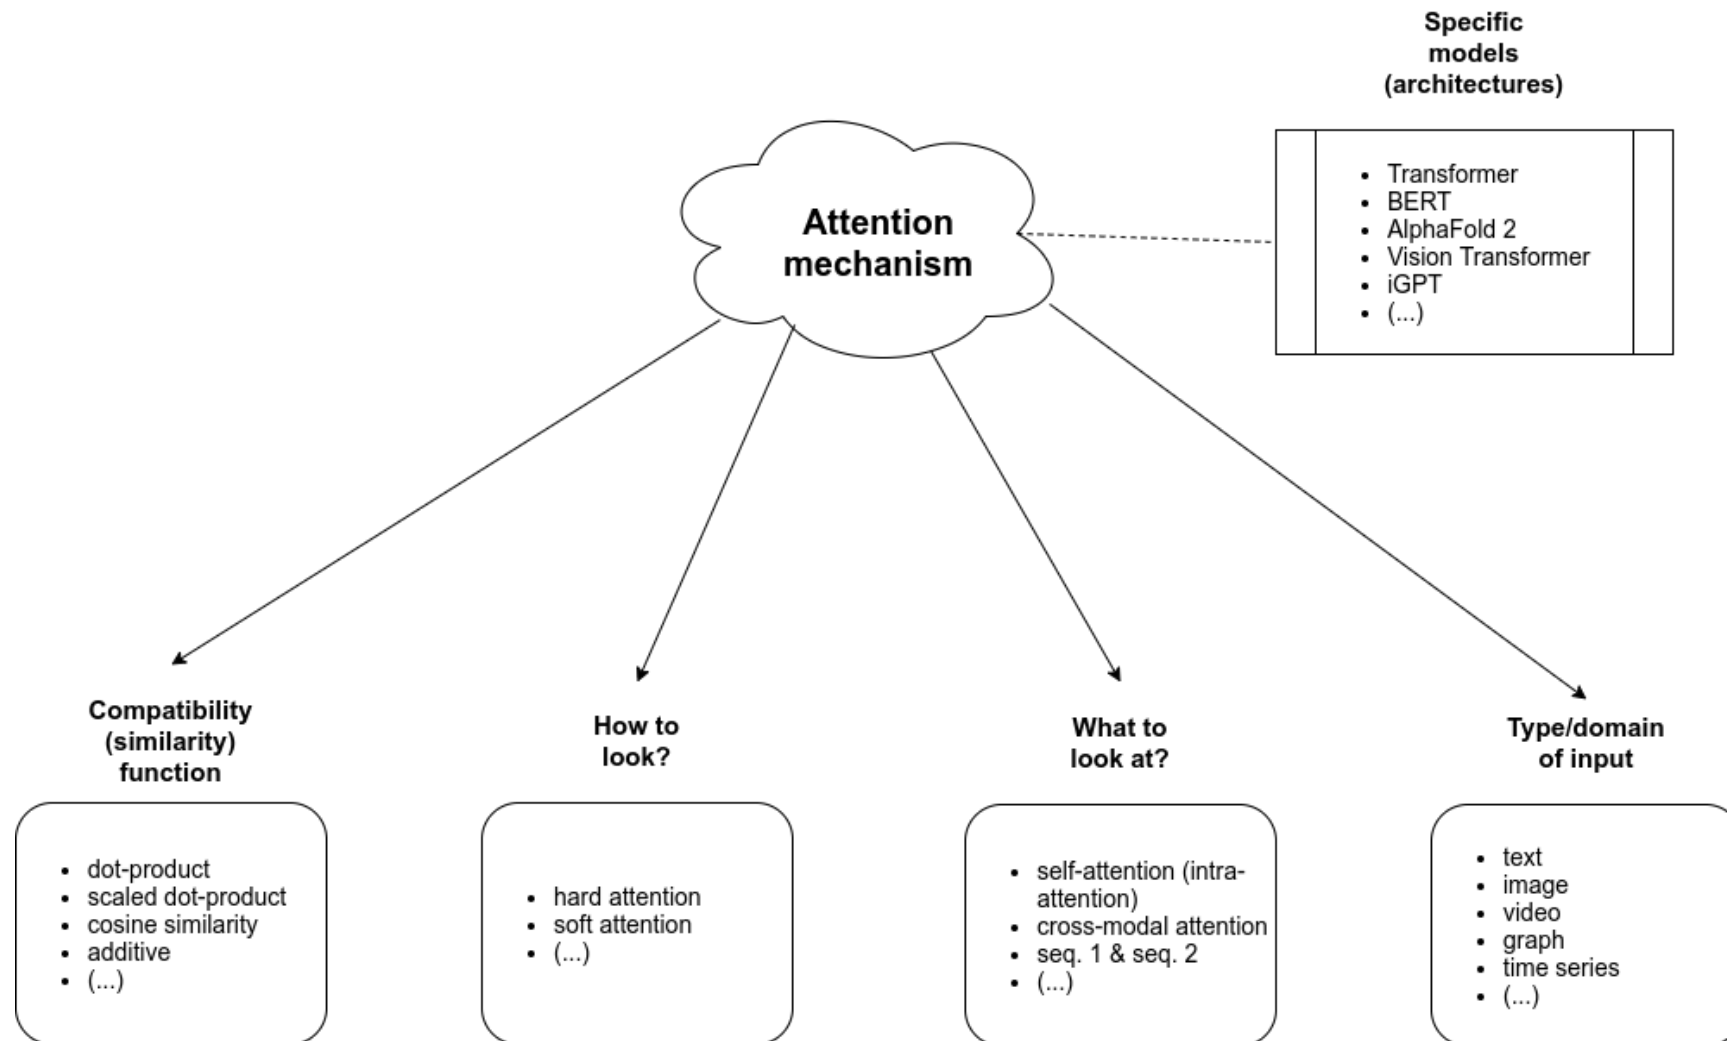 Specific
models
(architectures)
• Transformer
• BERT
• AlphaFold 2
• Vision Transformer
• iGPT
• (...)
Attention
mechanism
Compatibility
(similarity)
function
• dot-product
• scaled dot-product
• cosine similarity
• additive
• (...)
How to
look?
• hard attention
• soft attention
• (...)
What to
look at?
• self-attention (intra-
attention)
• cross-modal attention
• seq. 1 & seq. 2
• (...)
Type/domain
of input
• text
• image
• video
• graph
• time series
• (...)